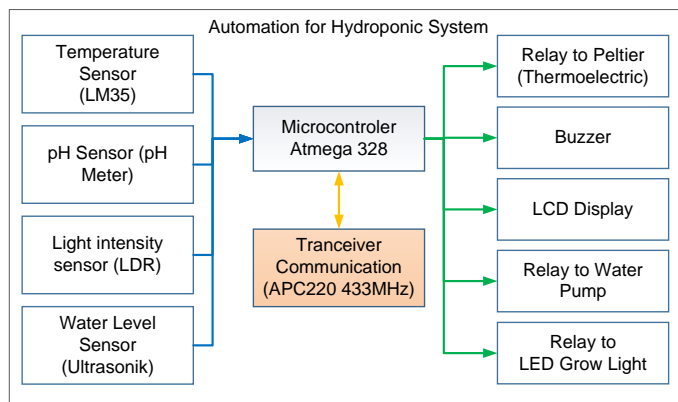 Automation for Hydroponic System
Temperature
Sensor
(LM35)
pH Sensor (pH
Meter)
Light intensity
sensor (LDR)
Water Level
Sensor
(Ultrasonik)
Microcontroler
Atmega 328
Tranceiver
Communication
(APC220 433MHz)
Relay to Peltier
(Thermoelectric)
Buzzer
LCD Display
Relay to Water
Pump
Relay to
LED Grow Light